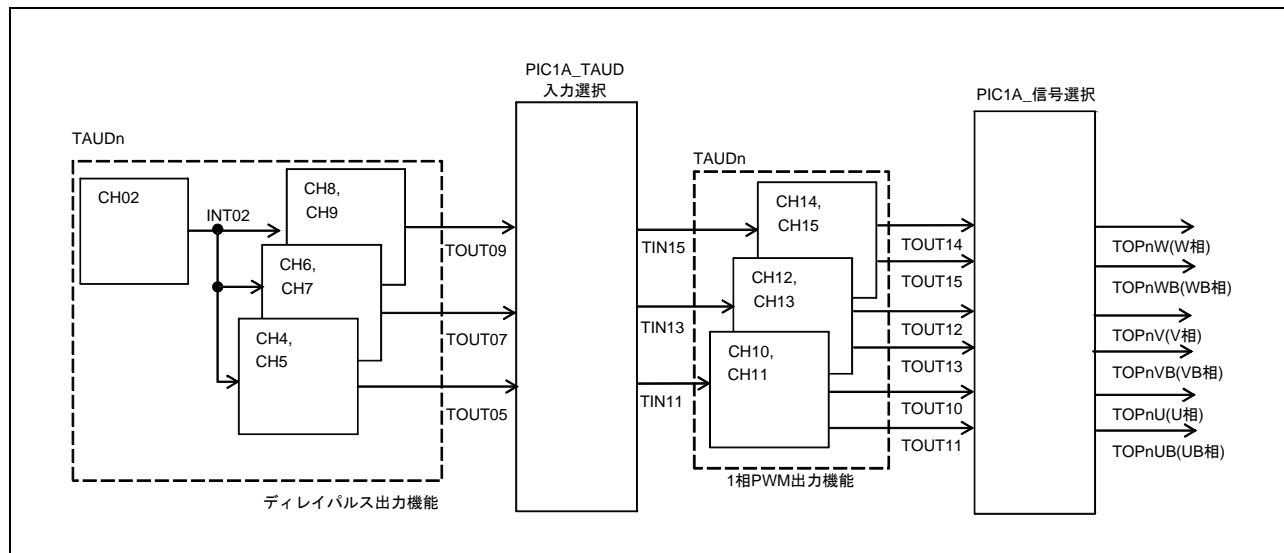 PIC1A_TAUD
入力選択
PIC1A_信号選択
TAUDn
CH02
INT02
CH8,
CH9
CH6,
CH7
CH4,
CH5
TOUT09
TOUT07
TOUT05
ディレイパルス出力機能
TIN15
TIN13
TIN11
TAUDn
CH14,
CH15
CH12,
CH13
CH10,
CH11
TOUT14
TOUT15
TOUT12
TOUT13
TOUT10
TOUT11
1相PWM出力機能
TOPnW(W相)
TOPnWB(WB相)
TOPnV(V相)
TOPnVB(VB相)
TOPnU(U相)
TOPnUB(UB相)